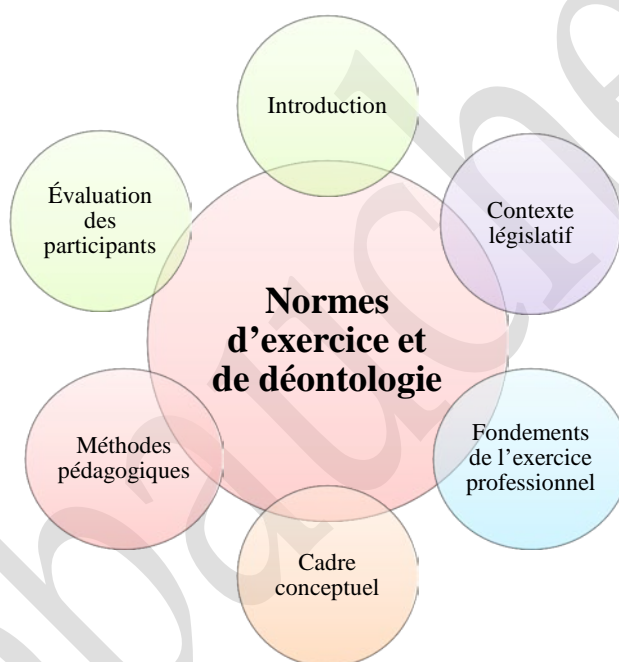 Introduction
Contexte
législatif
Fondements
de l'exercice
professionnel
Cadre
conceptuel
Méthodes
pédagogiques
Évaluation
des
participants
Normes
d'exercice et
de déontologie